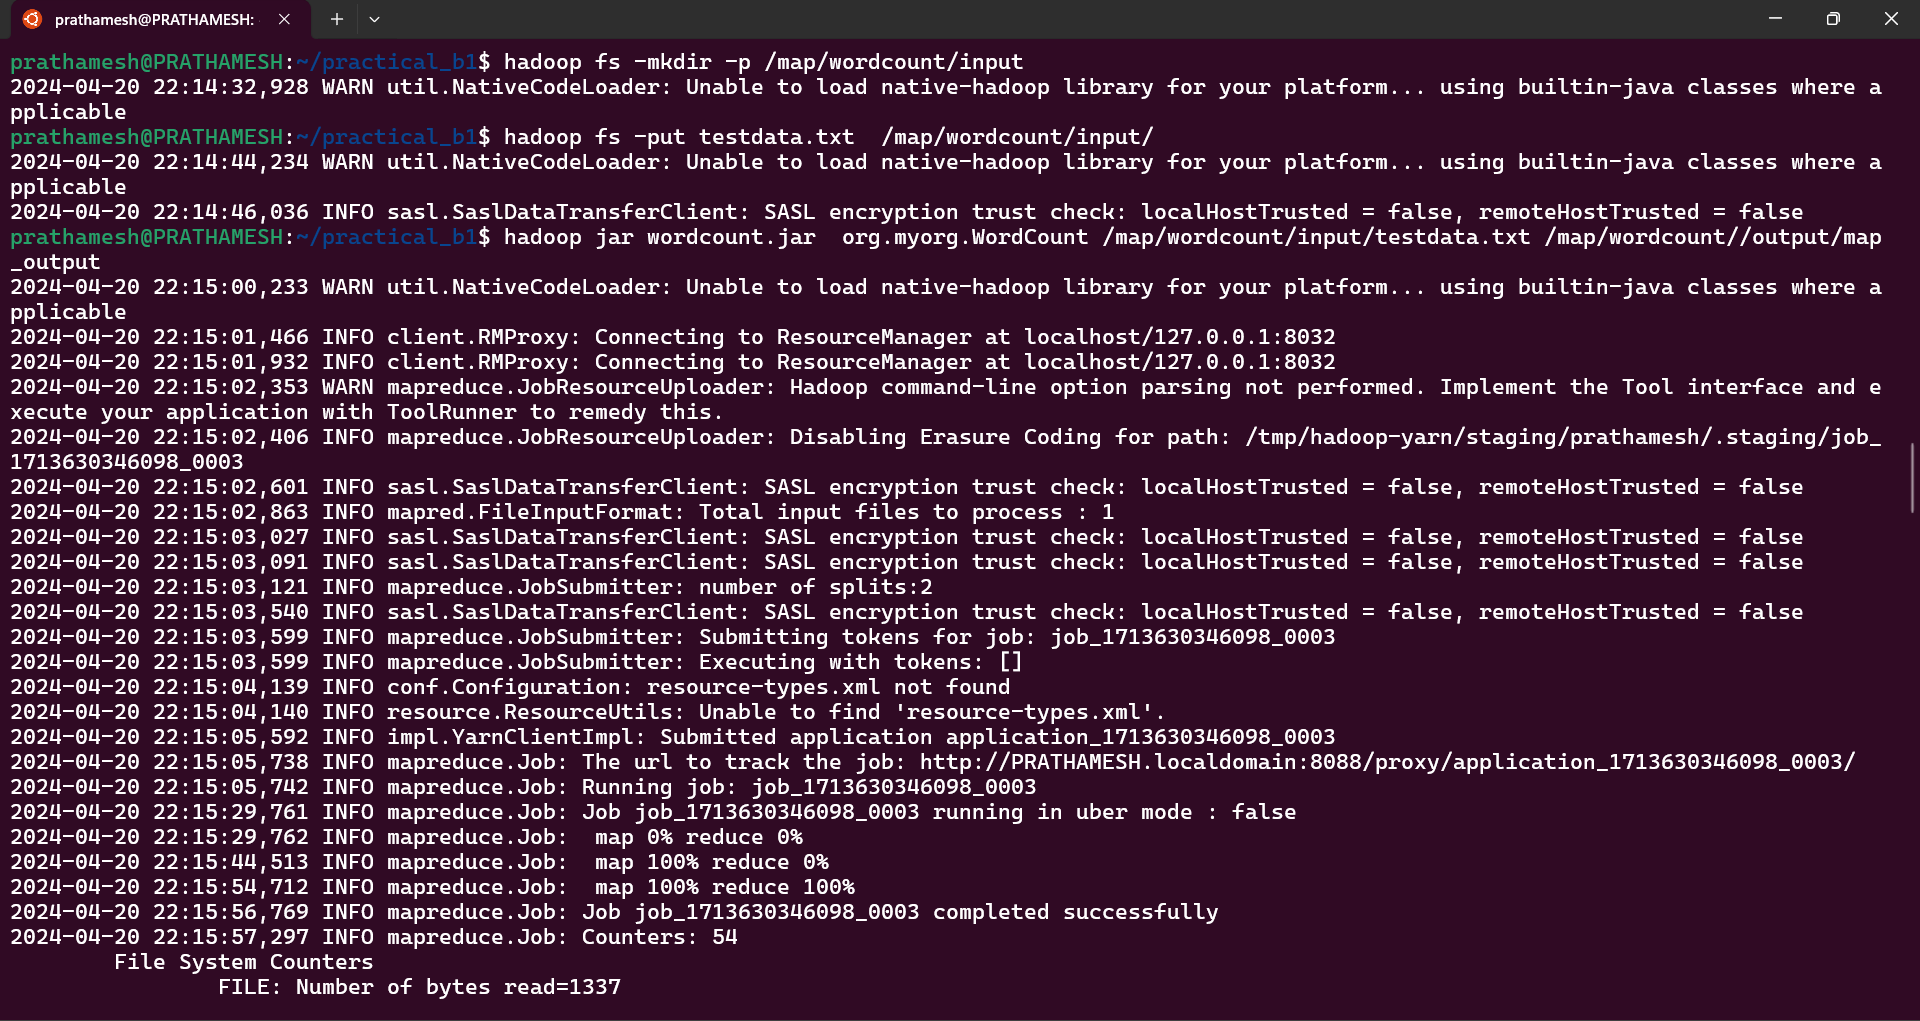 prathamesh@PRATHAMESH:
prathamesh@PRATHAMESH:~/practical_b1$ hadoop fs -mkdir -p /map/wordcount/input
2024-04-20 22:14:32,928 WARN util.NativeCodeLoader: Unable to load native-hadoop library for your platform... using builtin-java classes where a
pplicable
prathamesh@PRATHAMESH:~/practical_b1$ hadoop fs -put testdata.txt  /map/wordcount/input/
2024-04-20 22:14:44,234 WARN util.NativeCodeLoader: Unable to load native-hadoop library for your platform... using builtin-java classes where a
pplicable
2024-04-20 22:14:46,036 INFO sasl.SaslDataTransferClient: SASL encryption trust check: localHostTrusted = false, remoteHostTrusted = false
prathamesh@PRATHAMESH:~/practical_b1$ hadoop jar wordcount.jar  org.myorg.WordCount /map/wordcount/input/testdata.txt /map/wordcount//output/map
_output
2024-04-20 22:15:00,233 WARN util.NativeCodeLoader: Unable to load native-hadoop library for your platform... using builtin-java classes where a
pplicable
2024-04-20 22:15:01,466 INFO client.RMProxy: Connecting to ResourceManager at localhost/127.0.0.1:8032
2024-04-20 22:15:01,932 INFO client.RMProxy: Connecting to ResourceManager at localhost/127.0.0.1:8032
2024-04-20 22:15:02,353 WARN mapreduce.JobResourceUploader: Hadoop command-line option parsing not performed. Implement the Tool interface and e
xecute your application with ToolRunner to remedy this.
2024-04-20 22:15:02,406 INFO mapreduce.JobResourceUploader: Disabling Erasure Coding for path: /tmp/hadoop-yarn/staging/prathamesh/.staging/job_
1713630346098_0003
2024-04-20 22:15:02,601 INFO sasl.SaslDataTransferClient: SASL encryption trust check: localHostTrusted = false, remoteHostTrusted = false
2024-04-20 22:15:02,863 INFO mapred.FileInputFormat: Total input files to process : 1
2024-04-20 22:15:03,027 INFO sasl.SaslDataTransferClient: SASL encryption trust check: localHostTrusted = false, remoteHostTrusted = false
2024-04-20 22:15:03,091 INFO sasl.SaslDataTransferClient: SASL encryption trust check: localHostTrusted = false, remoteHostTrusted = false
2024-04-20 22:15:03,121 INFO mapreduce.JobSubmitter: number of splits:2
2024-04-20 22:15:03,540 INFO sasl.SaslDataTransferClient: SASL encryption trust check: localHostTrusted = false, remoteHostTrusted = false
2024-04-20 22:15:03,599 INFO mapreduce.JobSubmitter: Submitting tokens for job: job_1713630346098_0003
2024-04-20 22:15:03,599 INFO mapreduce.JobSubmitter: Executing with tokens: []
2024-04-20 22:15:04,139 INFO conf.Configuration: resource-types.xml not found
2024-04-20 22:15:04,140 INFO resource.ResourceUtils: Unable to find 'resource-types.xml'.
2024-04-20 22:15:05,592 INFO impl.YarnClientImpl: Submitted application application_1713630346098_0003
2024-04-20 22:15:05,738 INFO mapreduce.Job: The url to track the job: http://PRATHAMESH.localdomain:8088/proxy/application_1713630346098_0003/
2024-04-20 22:15:05,742 INFO mapreduce.Job: Running job: job_1713630346098_0003
2024-04-20 22:15:29,761 INFO mapreduce.Job: Job job_1713630346098_0003 running in uber mode : false
2024-04-20 22:15:29,762 INFO mapreduce.Job:  map 0% reduce 0%
2024-04-20 22:15:44,513 INFO mapreduce.Job:  map 100% reduce 0%
2024-04-20 22:15:54,712 INFO mapreduce.Job:  map 100% reduce 100%
2024-04-20 22:15:56,769 INFO mapreduce.Job: Job job_1713630346098_0003 completed successfully
2024-04-20 22:15:57,297 INFO mapreduce.Job: Counters: 54
        File System Counters
                FILE: Number of bytes read=1337